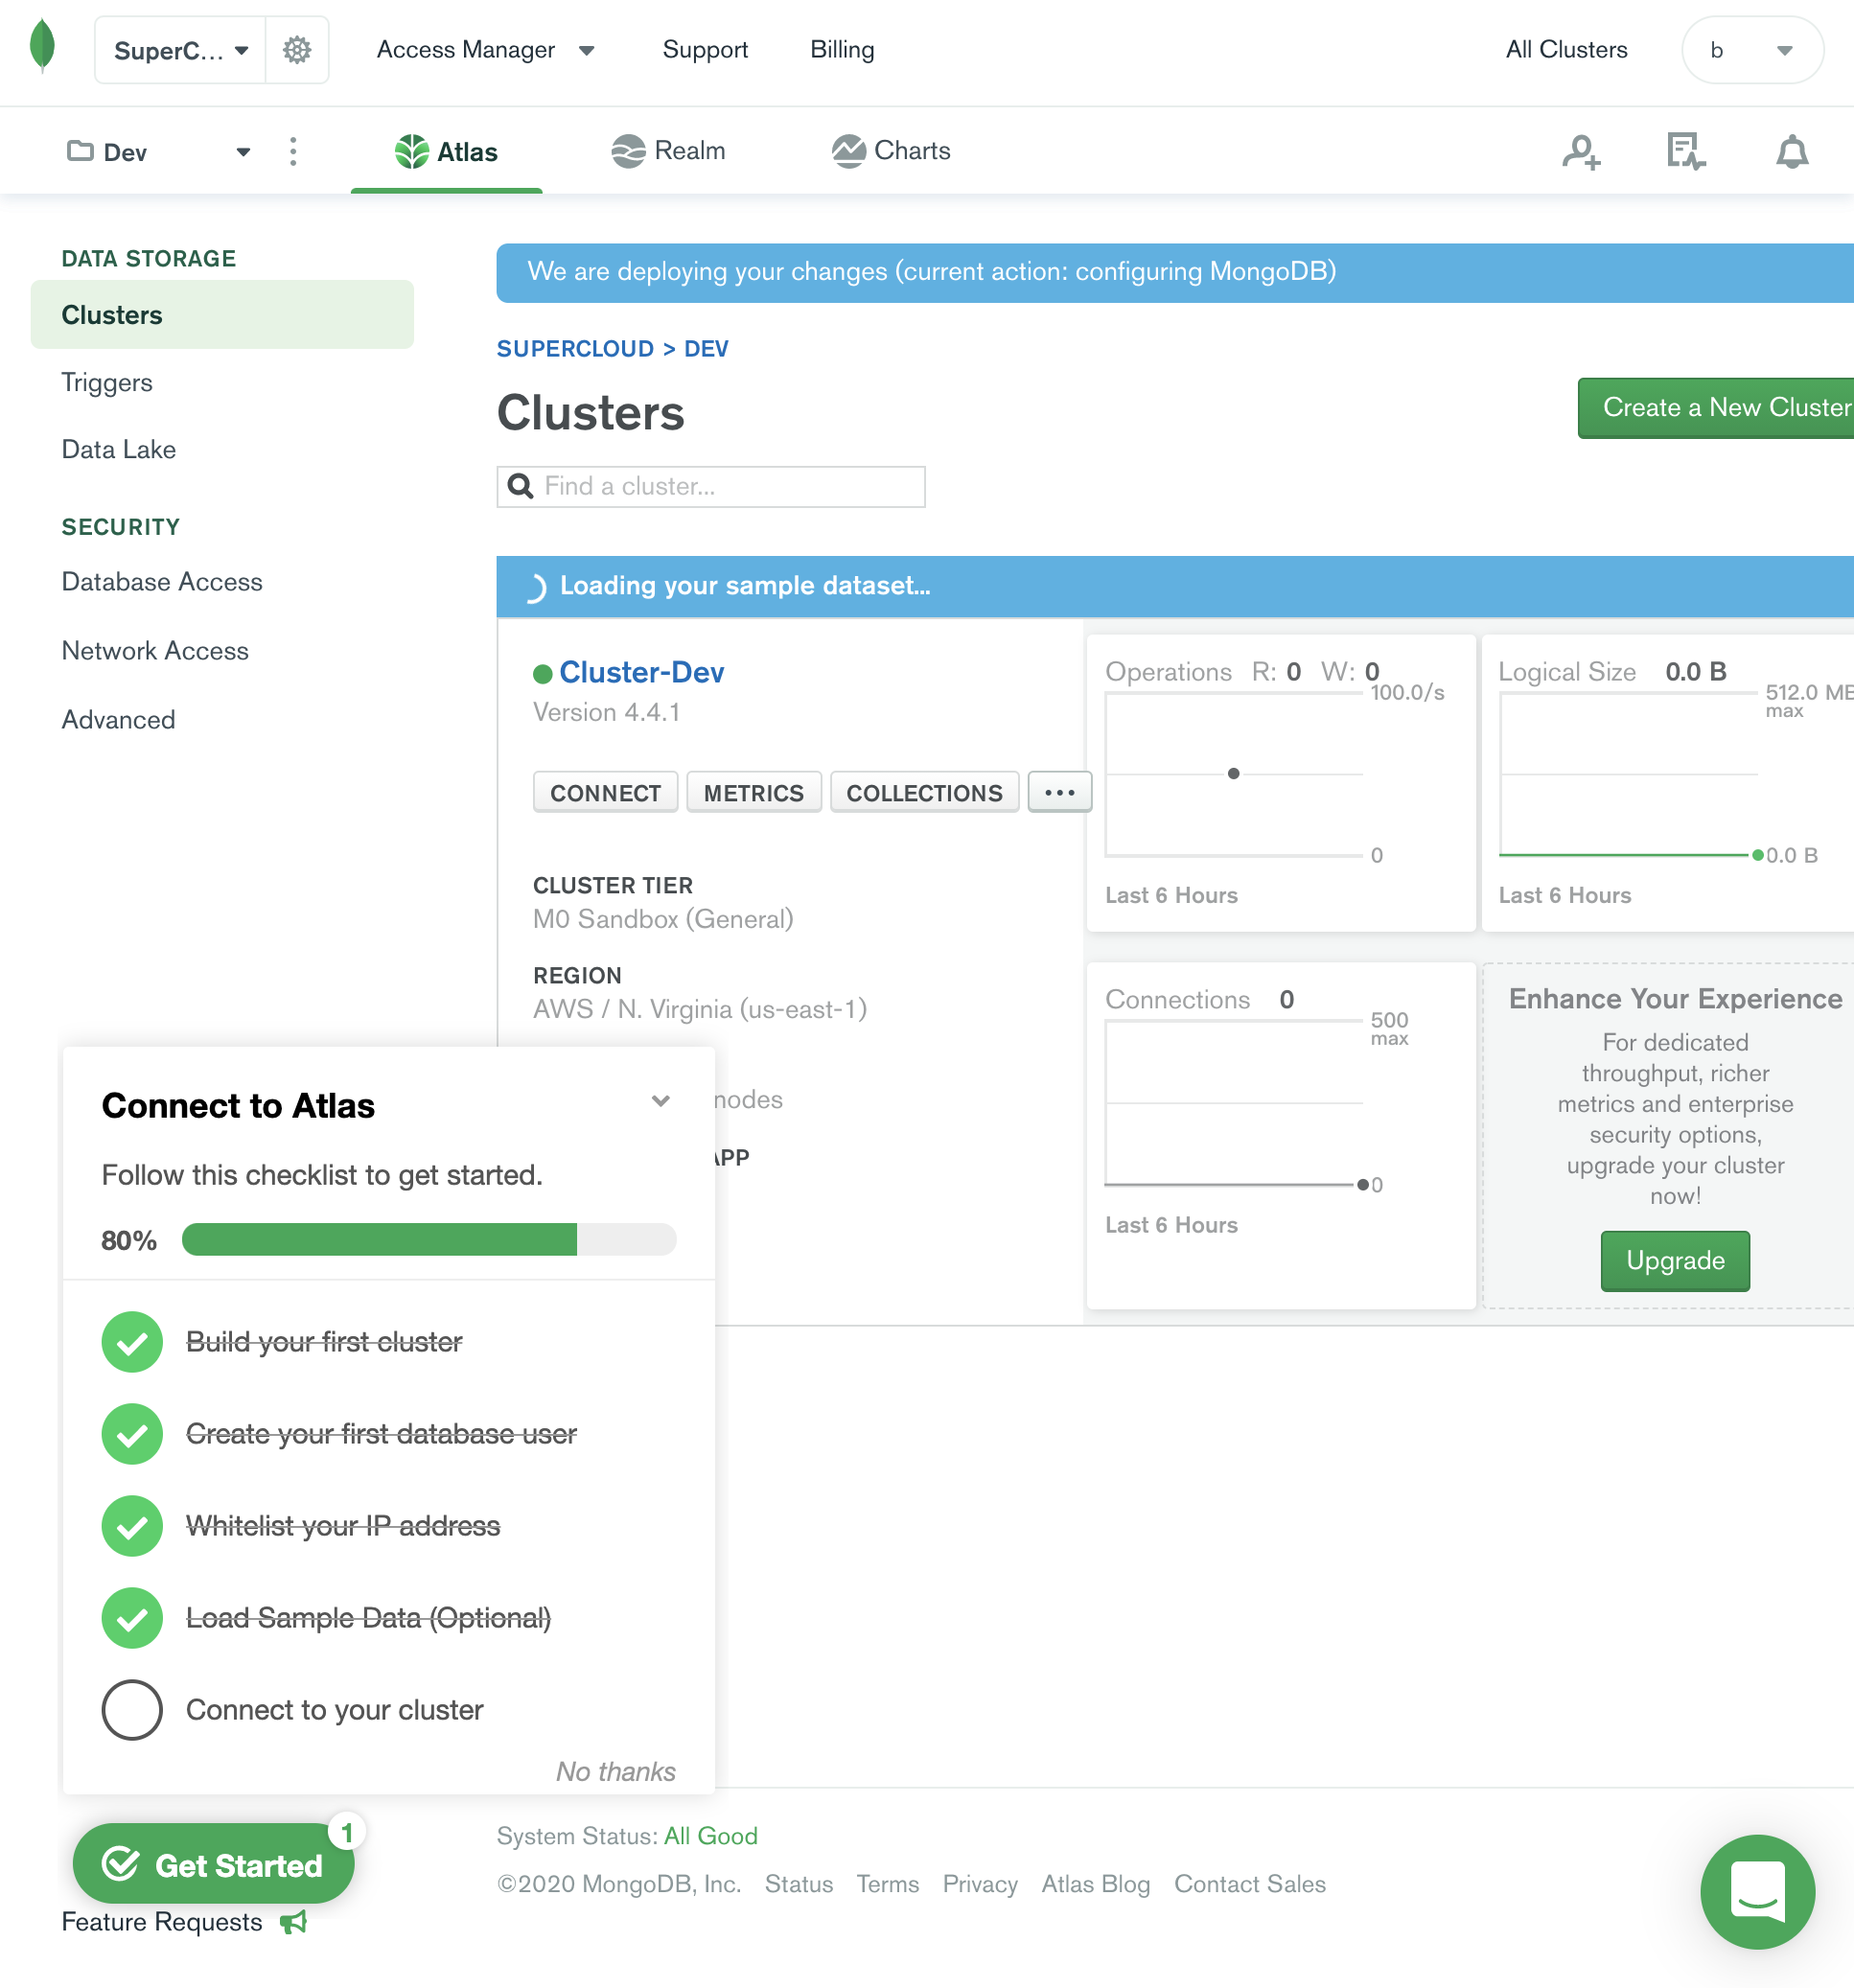 SuperC...
Access Manager
Support
Billing
All Clusters
b
Dev
Atlas
Realm
Charts
DATA STORAGE
Clusters
Triggers
Data Lake
SECURITY
Database Access
Network Access
Advanced
We are deploying your changes (current action: configuring MongoDB)
SUPERCLOUD > DEV
Clusters
Create a New Cluster
Find a cluster...
Loading your sample dataset...
Cluster-Dev
Version 4.4.1
CONNECT
METRICS
COLLECTIONS
...
CLUSTER TIER
M0 Sandbox (General)
REGION
AWS / N. Virginia (us-east-1)
nodes
APP
Operations R: 0 W: 0
100.0/s
0
Last 6 Hours
Logical Size 0.0 B
512.0 MB
max
0.0 B
Last 6 Hours
Connections 0
500
max
0
Last 6 Hours
Enhance Your Experience
For dedicated
throughput, richer
metrics and enterprise
security options,
upgrade your cluster
now!
Upgrade
Connect to Atlas
Follow this checklist to get started.
80%
Build your first cluster
Create your first database user
Whitelist your IP address
Load Sample Data (Optional)
Connect to your cluster
No thanks
Get Started
1
Feature Requests
System Status: All Good
©2020 MongoDB, Inc. Status Terms Privacy Atlas Blog Contact Sales